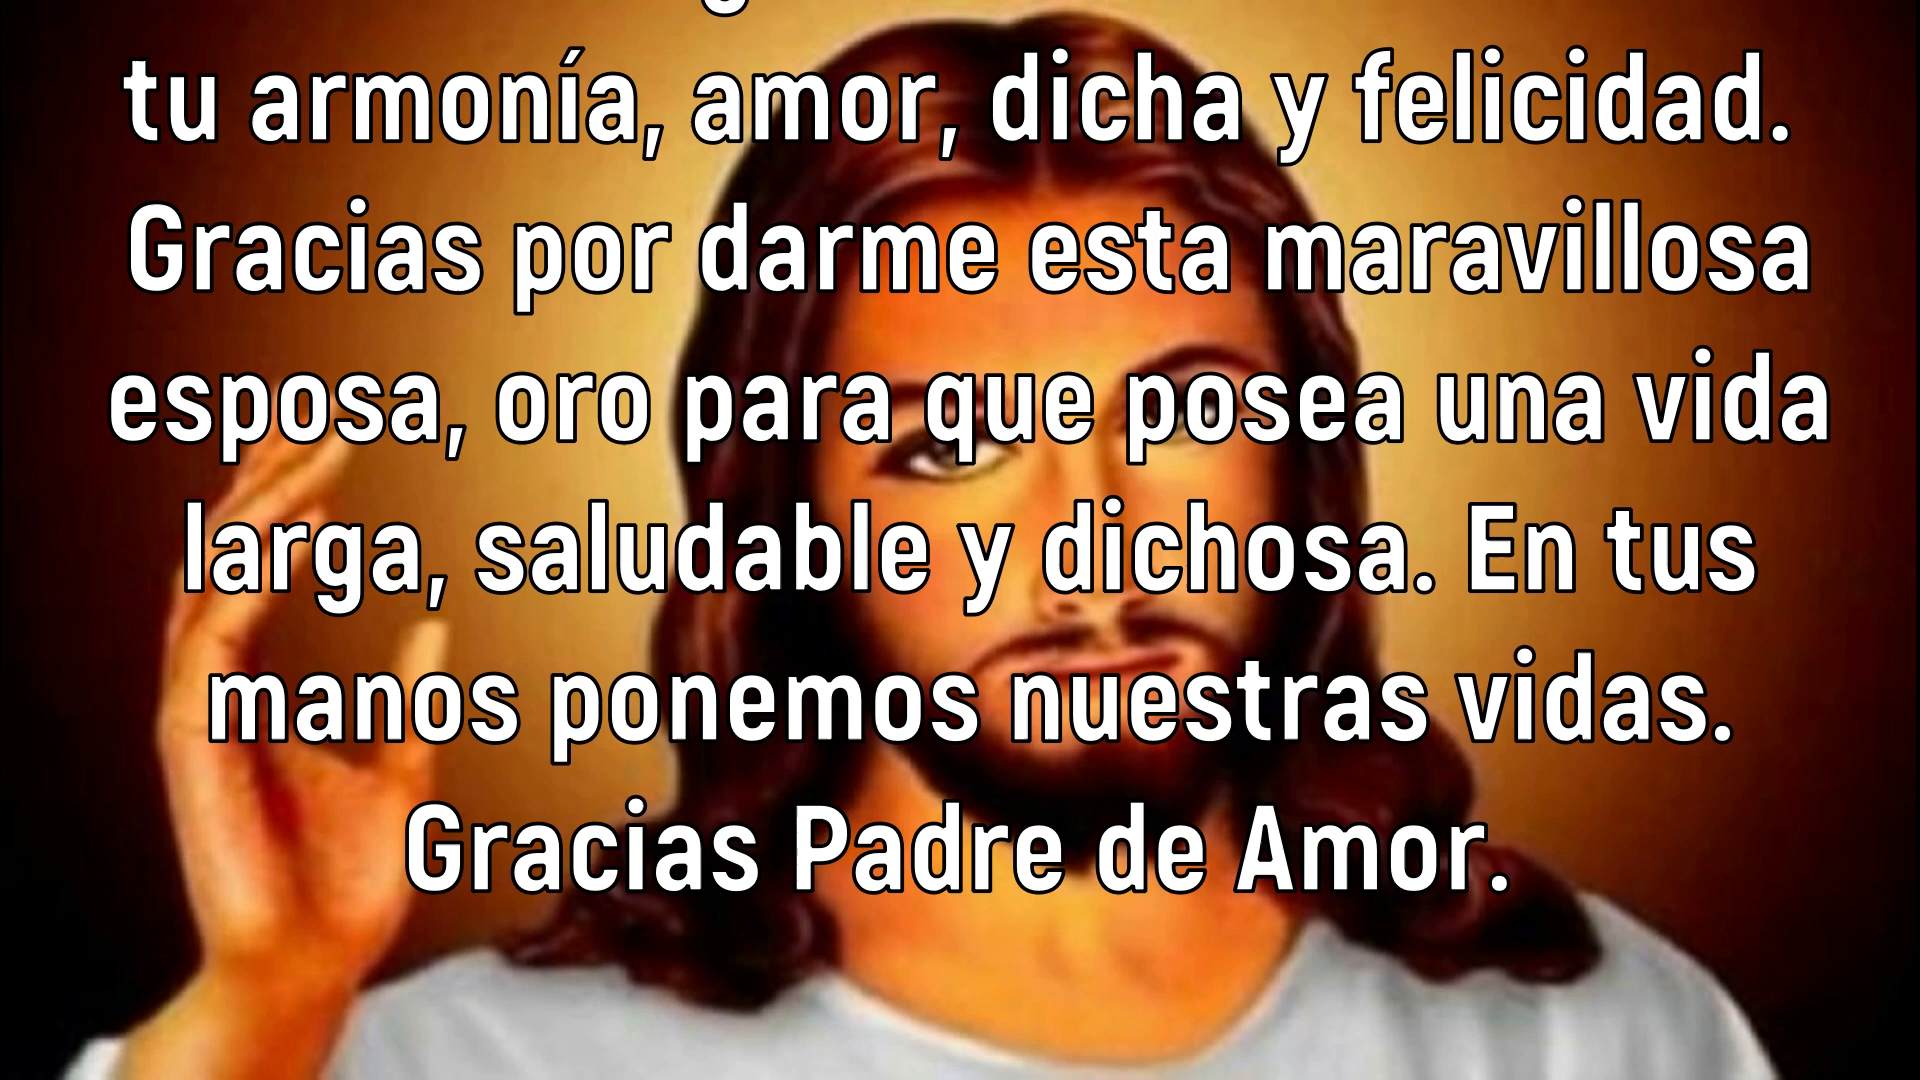 tu armonía, amor, dicha y felicidad.
Gracias por darme esta maravillosa
esposa, oro para que posea una vida
larga, saludable y dichosa. En tus
manos ponemos nuestras vidas.
Gracias Padre de Amor.